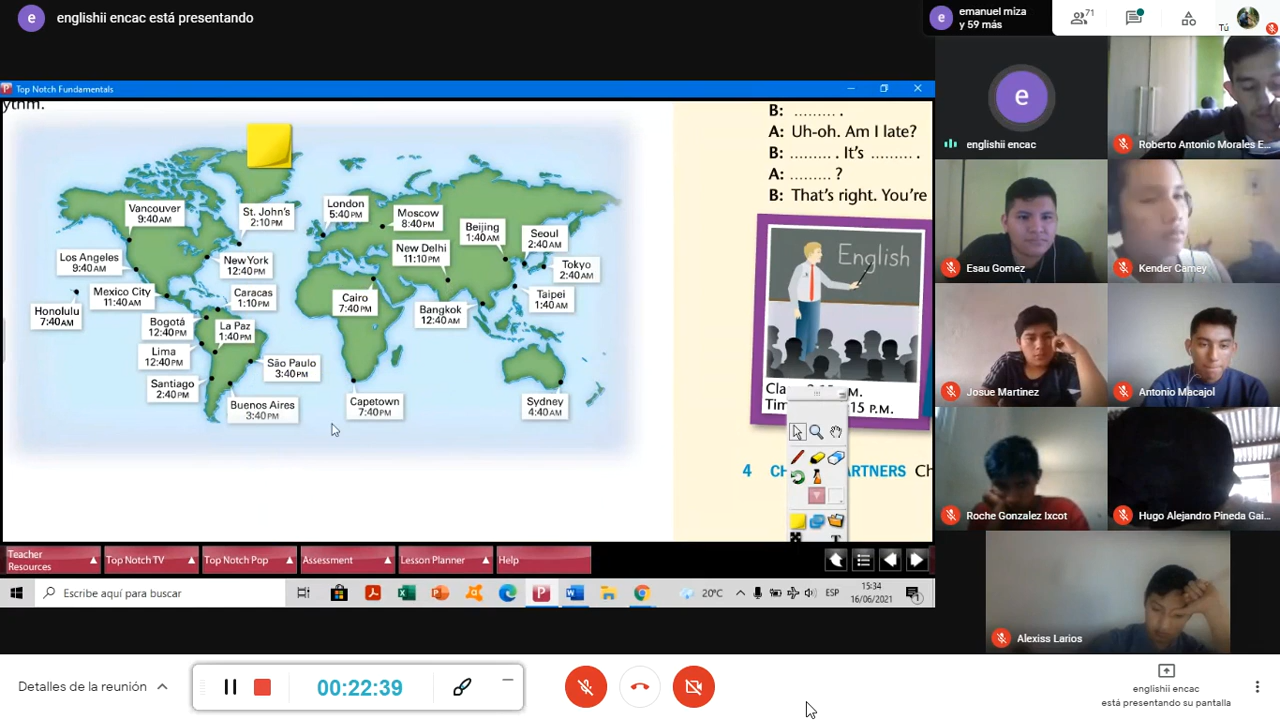 e englishii encac está presentando
e emanuel miza
y 59 más
71
Tú
Top Notch Fundamentals
ythm.
Vancouver
9:40 AM
St. John's
2:10 PM
London
5:40 PM
Moscow
8:40 PM
Beijing
1:40 AM
Seoul
2:40 AM
Los Angeles
9:40 AM
New York
12:40 PM
New Delhi
11:10 PM
Tokyo
2:40 AM
Mexico City
11:40 AM
Caracas
1:10 PM
Cairo
7:40 PM
Taipei
1:40 AM
Honolulu
7:40 AM
Bogotá
12:40 PM
La Paz
1:40 PM
Bangkok
12:40 AM
Lima
12:40 PM
São Paulo
3:40 PM
Santiago
2:40 PM
Buenos Aires
3:40 PM
Capetown
7:40 PM
Sydney
4:40 AM
B: ......... .
A: Uh-oh. Am I late?
B: ......... . It's ......... .
A: ......... ?
B: That's right. You're
English
Cla
M.
Tim
15 P.M.
4 CH
ARTNERS Ch
T
Teacher
Resources
Top Notch TV
Top Notch Pop
Assessment
Lesson Planner
Help
Escribe aquí para buscar
20°C
ESP
15:34
16/06/2021
1
e
englishii encac
Roberto Antonio Morales E...
Esau Gomez
Kender Camey
Josue Martinez
Antonio Macajol
Roche Gonzalez Ixcot
Hugo Alejandro Pineda Gai...
Alexiss Larios
Detalles de la reunión
00:22:39
englishii encac
está presentando su pantalla